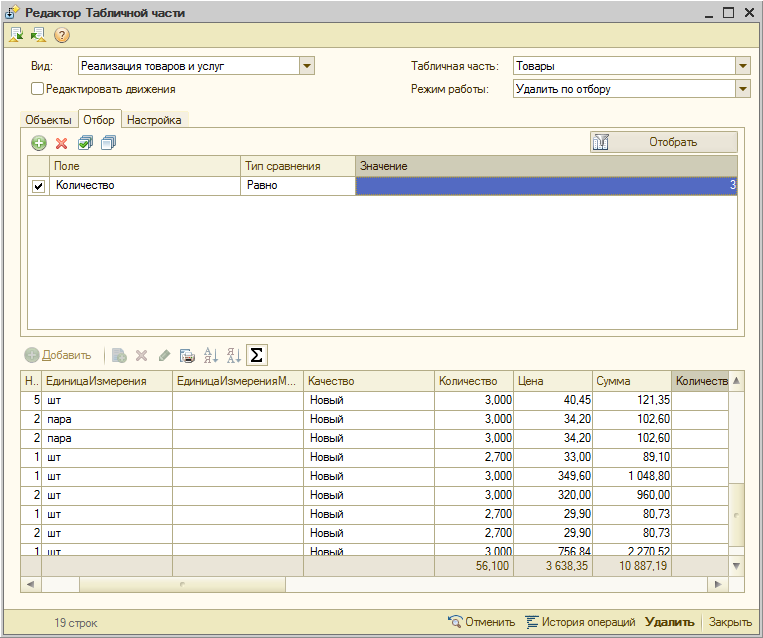 Редактор Табличной части
Вид: Реализация товаров и услуг Табличная часть: Товары
Редактировать движения Режим работы: Удалить по отбору
Объекты Отбор Настройка
Отобрать
Поле Тип сравнения Значение
Количество Равно 3
Добавить
Н.. ЕдиницаИзмерения ЕдиницаИзмеренияМ... Качество Количество Цена Сумма Количеств
5 шт Новый 3,000 40,45 121,35
2 пара Новый 3,000 34,20 102,60
2 пара Новый 3,000 34,20 102,60
1 шт Новый 2,700 33,00 89,10
1 шт Новый 3,000 349,60 1 048,80
2 шт Новый 3,000 320,00 960,00
1 шт Новый 2,700 29,90 80,73
2 шт Новый 2,700 29,90 80,73
1 шт Новый 3,000 756,84 2 270,52
56,100 3 638,35 10 887,19
19 строк Отменить История операций Удалить Закрыть